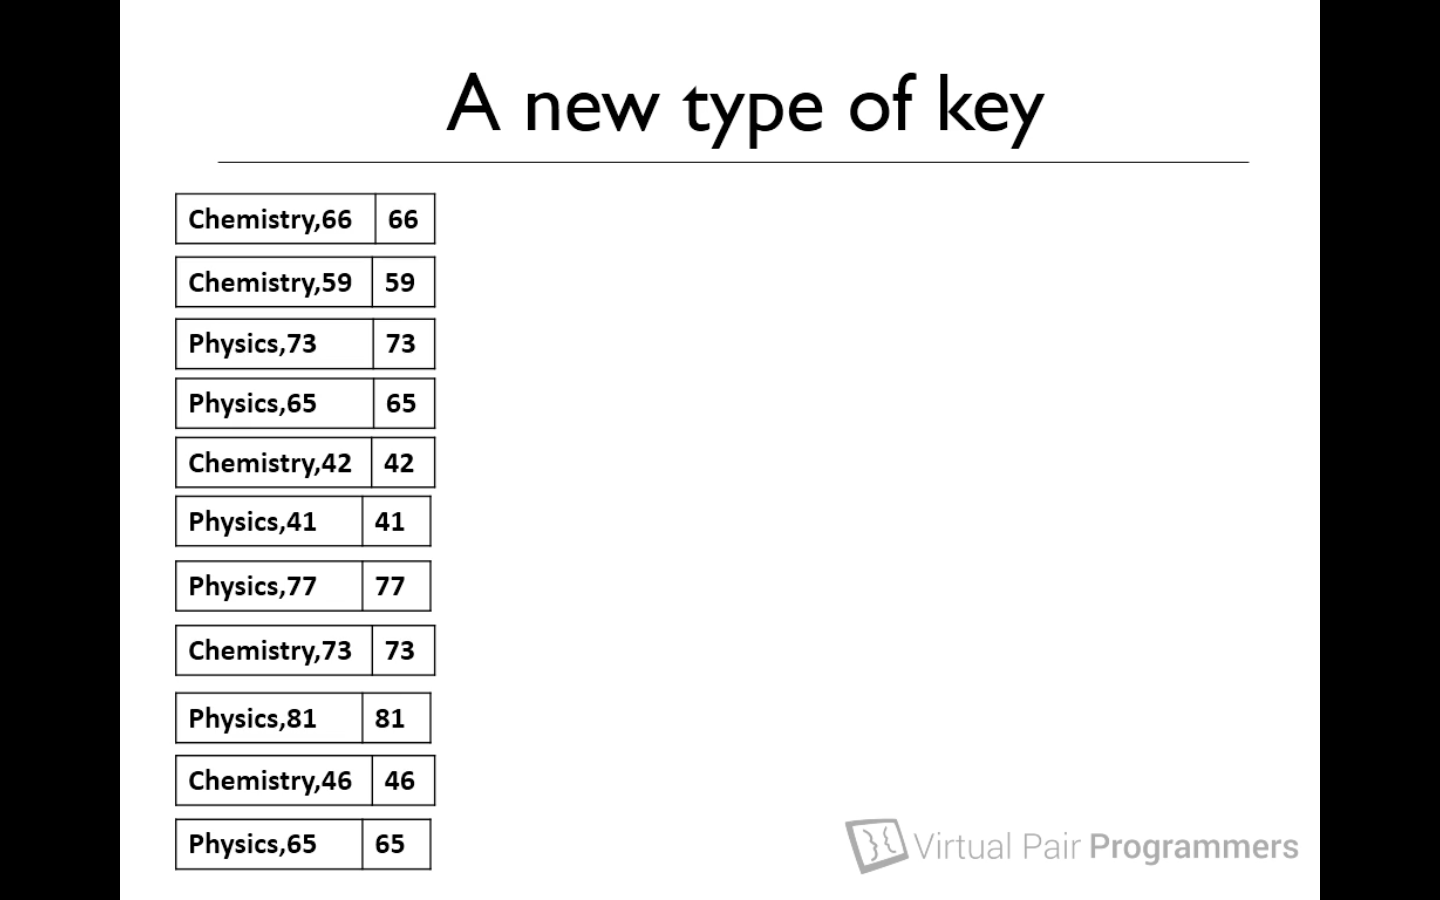 A new type of key
Chemistry,66 66
Chemistry,59 59
Physics,73 73
Physics,65 65
Chemistry,42 42
Physics,41 41
Physics,77 77
Chemistry,73 73
Physics,81 81
Chemistry,46 46
Physics,65 65
Virtual Pair Programmers